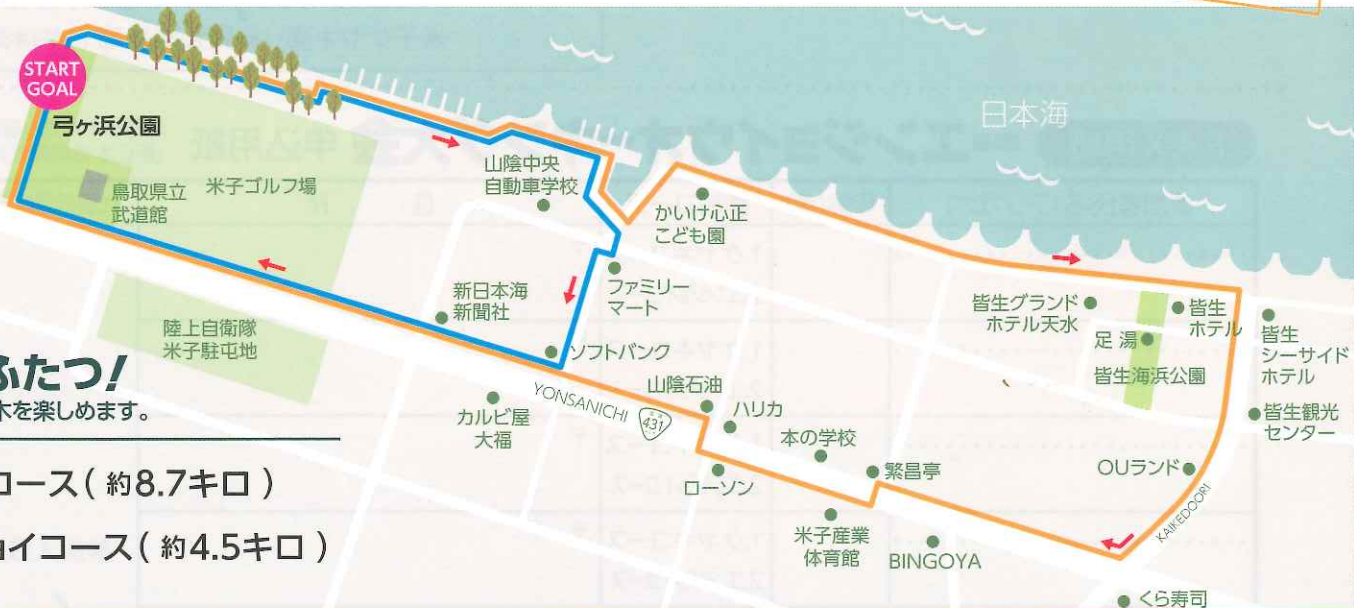 START
GOAL
弓ヶ浜公園
鳥取県立
武道館
米子ゴルフ場
山陰中央
自動車学校
日本海
かいけ心正
こども園
ファミリー
マート
新日本海
新聞社
陸上自衛隊
米子駐屯地
ソフトバンク
皆生グランド
ホテル天水
足湯
皆生
ホテル
皆生
シーサイド
ホテル
皆生海浜公園
皆生観光
センター
YONSANICHI
431
山陰石油
ハリカ
カルビ屋
大福
ローソン
本の学校
繁昌亭
OUランド
KAIKEDOORI
米子産業
体育館
BINGOYA
くら寿司
ふたつ!
木を楽しめます。
コース(約8.7キロ)
ョイコース(約4.5キロ)